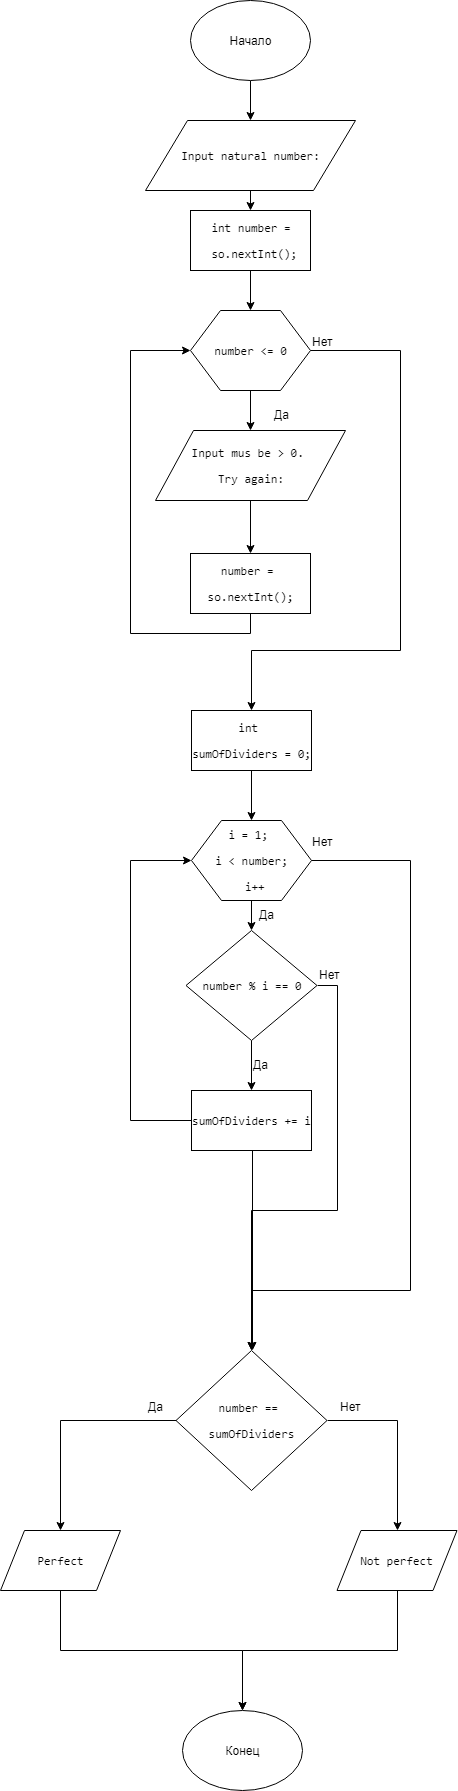 Начало
Input natural number:
int number =
so.nextInt();
number <= 0
Нет
Да
Input mus be > 0.
Try again:
number =
so.nextInt();
int
sumOfDividers = 0;
i = 1;
i < number;
i++
Нет
Да
number % i == 0
Нет
Да
sumOfDividers += i
number ==
sumOfDividers
Да
Нет
Perfect
Not perfect
Конец